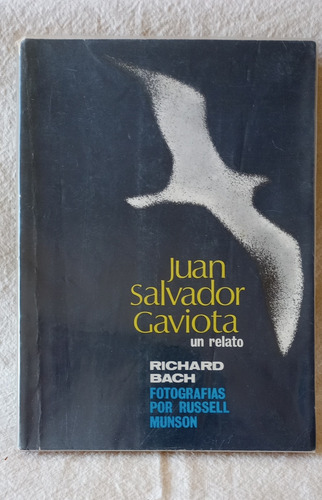 Juan
Salvador
Gaviota
un relato
RICHARD
BACH
FOTOGRAFIAS
POR RUSSELL
MUNSON